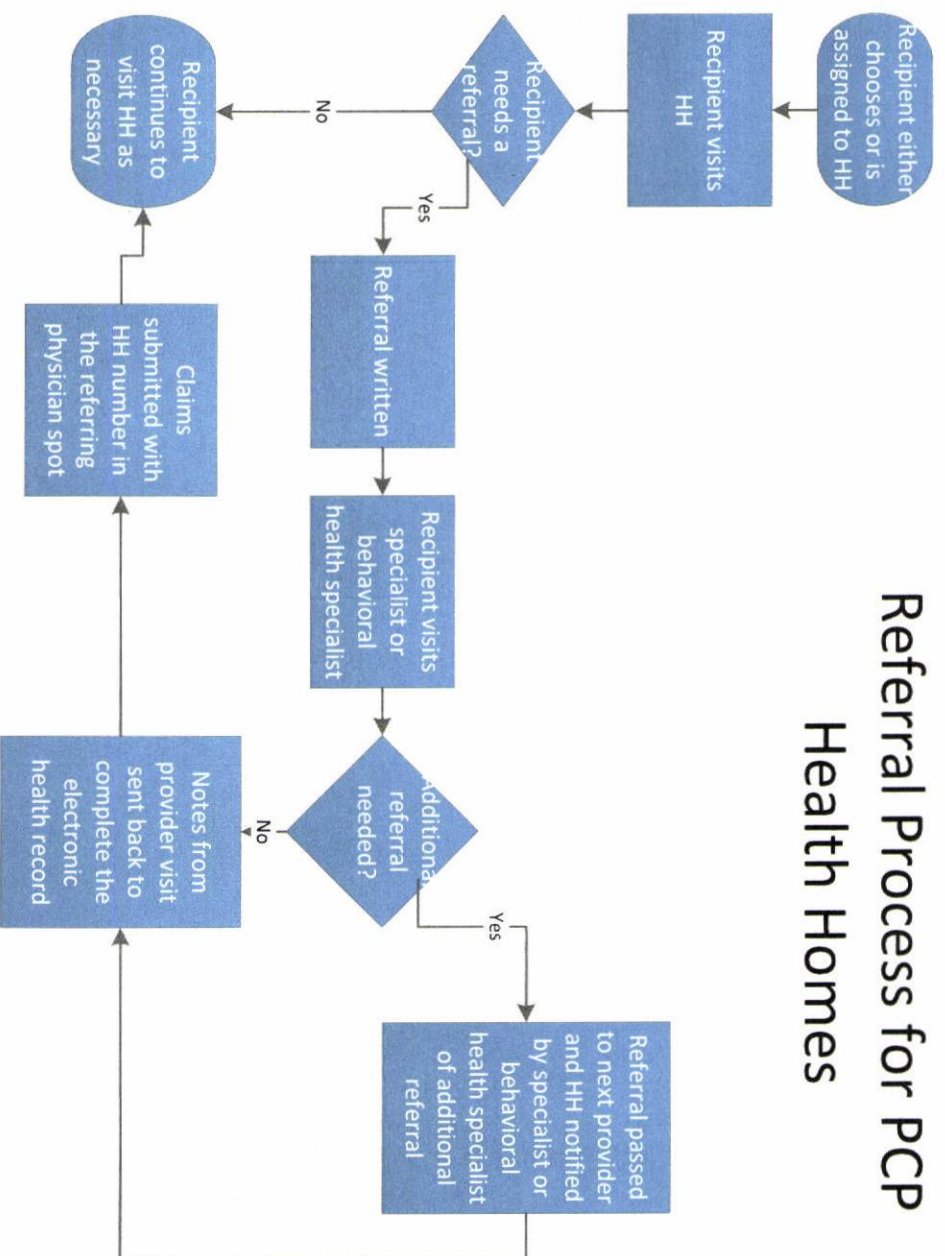 Referral Process for PCP
Health Homes
Recipient either
chooses or is
assigned to HH
Recipient visits
HH
Recipient
needs a
referral?
No
Yes
Recipient
continues to
visit HH as
necessary
Referral written
Recipient visits
specialist or
behavioral
health specialist
Additional
referral
needed?
Yes
No
Referral passed
to next provider
and HH notified
by specialist or
behavioral
health specialist
of additional
referral
Notes from
provider visit
sent back to
complete the
electronic
health record
Claims
submitted with
HH number in
the referring
physician spot